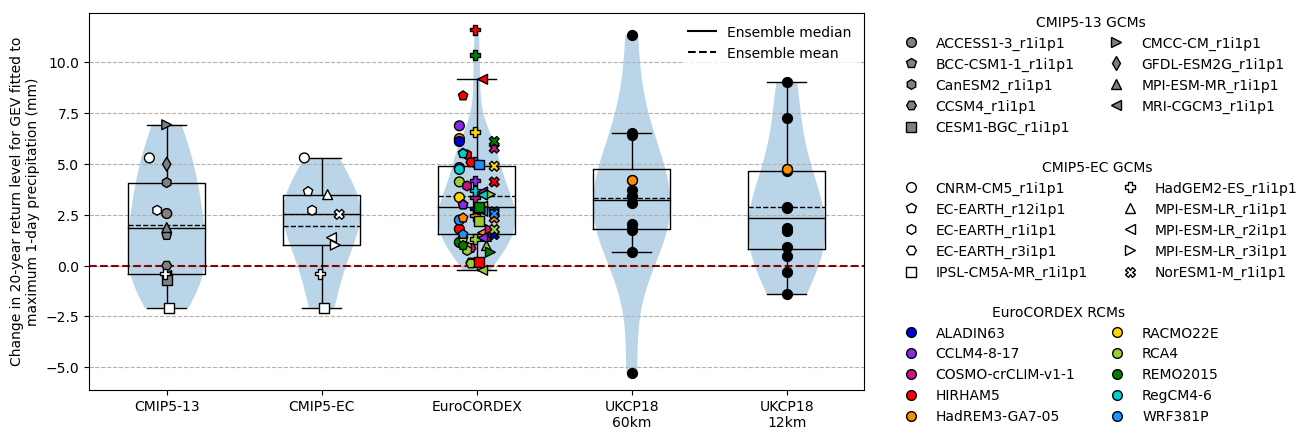 Change in 20-year return level for GEV fitted to
maximum 1-day precipitation (mm)
10.0
7.5
5.0
2.5
0.0
−2.5
−5.0
Ensemble median
Ensemble mean
CMIP5-13
CMIP5-EC
EuroCORDEX
UKCP18
60km
UKCP18
12km
CMIP5-13 GCMs
ACCESS1-3_r1i1p1
BCC-CSM1-1_r1i1p1
CanESM2_r1i1p1
CCSM4_r1i1p1
CESM1-BGC_r1i1p1
CMCC-CM_r1i1p1
GFDL-ESM2G_r1i1p1
MPI-ESM-MR_r1i1p1
MRI-CGCM3_r1i1p1
CMIP5-EC GCMs
CNRM-CM5_r1i1p1
EC-EARTH_r12i1p1
EC-EARTH_r1i1p1
EC-EARTH_r3i1p1
IPSL-CM5A-MR_r1i1p1
HadGEM2-ES_r1i1p1
MPI-ESM-LR_r1i1p1
MPI-ESM-LR_r2i1p1
MPI-ESM-LR_r3i1p1
NorESM1-M_r1i1p1
EuroCORDEX RCMs
ALADIN63
CCLM4-8-17
COSMO-crCLIM-v1-1
HIRHAM5
HadREM3-GA7-05
RACMO22E
RCA4
REMO2015
RegCM4-6
WRF381P